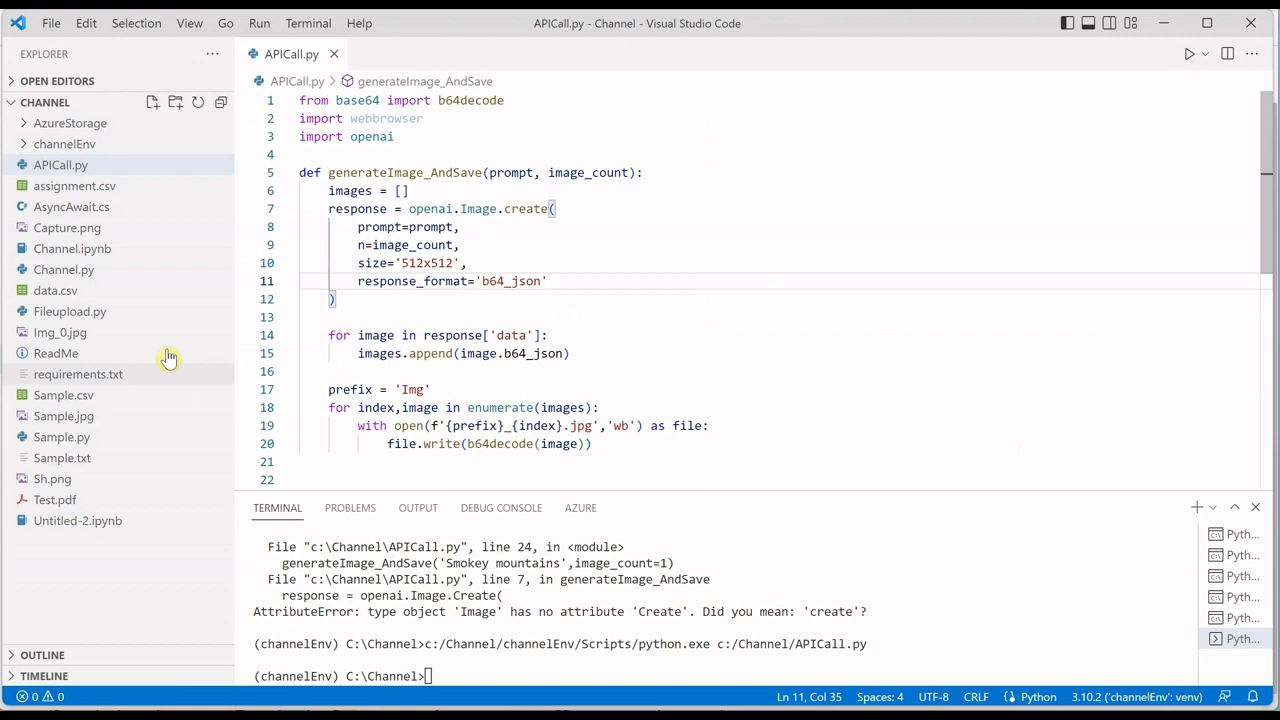 File Edit Selection View Go Run Terminal Help APICall.py - Channel - Visual Studio Code
EXPLORER
OPEN EDITORS
CHANNEL
AzureStorage
channelEnv
APICall.py
assignment.csv
AsyncAwait.cs
Capture.png
Channel.ipynb
Channel.py
data.csv
Fileupload.py
Img_0.jpg
ReadMe
requirements.txt
Sample.csv
Sample.jpg
Sample.py
Sample.txt
Sh.png
Test.pdf
Untitled-2.ipynb
OUTLINE
TIMELINE
APICall.py
APICall.py > generateImage_AndSave
1 from base64 import b64decode
2 import webbrowser
3 import openai
4
5 def generateImage_AndSave(prompt, image_count):
6 images = []
7 response = openai.Image.create(
8 prompt=prompt,
9 n=image_count,
10 size='512x512',
11 response_format='b64_json'
12 )
13
14 for image in response['data']:
15 images.append(image.b64_json)
16
17 prefix = 'Img'
18 for index,image in enumerate(images):
19 with open(f'{prefix}_{index}.jpg','wb') as file:
20 file.write(b64decode(image))
21
22
TERMINAL PROBLEMS OUTPUT DEBUG CONSOLE AZURE
File "c:\Channel\APICall.py", line 24, in <module>
generateImage_AndSave('Smokey mountains',image_count=1)
File "c:\Channel\APICall.py", line 7, in generateImage_AndSave
response = openai.Image.Create(
AttributeError: type object 'Image' has no attribute 'Create'. Did you mean: 'create'?
(channelEnv) C:\Channel>c:/Channel/channelEnv/Scripts/python.exe c:/Channel/APICall.py
(channelEnv) C:\Channel>
Pyth...
Pyth...
Pyth...
Pyth...
Pyth...
Pyth...
0 0 Ln 11, Col 35 Spaces: 4 UTF-8 CRLF Python 3.10.2 ('channelEnv': venv)